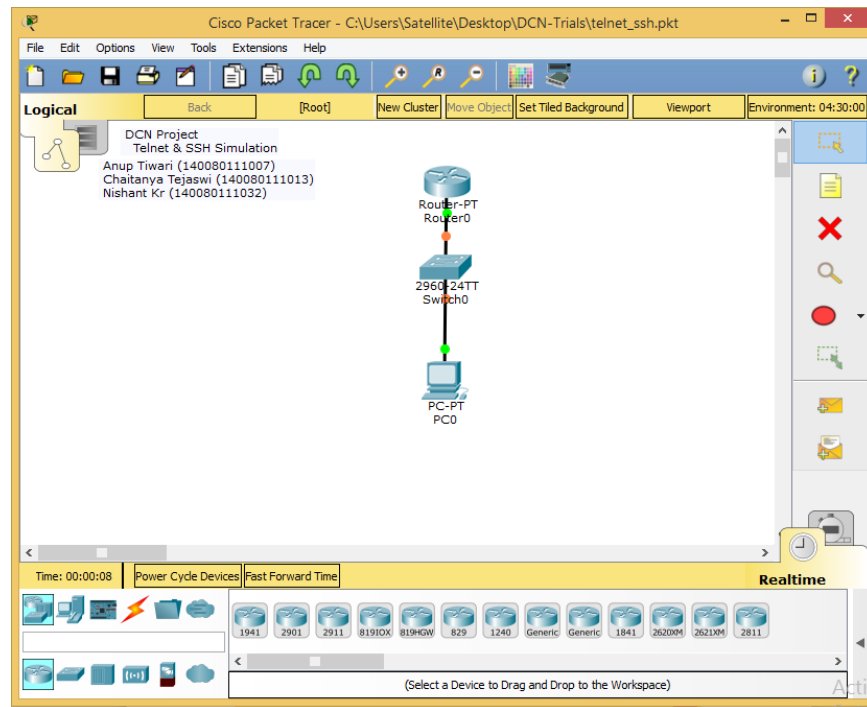 Cisco Packet Tracer - C:\Users\Satellite\Desktop\DCN-Trials\telnet_ssh.pkt
File Edit Options View Tools Extensions Help
Logical Back [Root] New Cluster Move Object Set Tiled Background Viewport Environment: 04:30:00
DCN Project
Telnet & SSH Simulation
Anup Tiwari (140080111007)
Chaitanya Tejaswi (140080111013)
Nishant Kr (140080111032)
Router-PT
Router0
2960-24TT
Switch0
PC-PT
PC0
Time: 00:00:08 Power Cycle Devices Fast Forward Time Realtime
1941 2901 2911 819IOX 819HGW 829 1240 Generic Generic 1841 2620XM 2621XM 2811
(Select a Device to Drag and Drop to the Workspace)